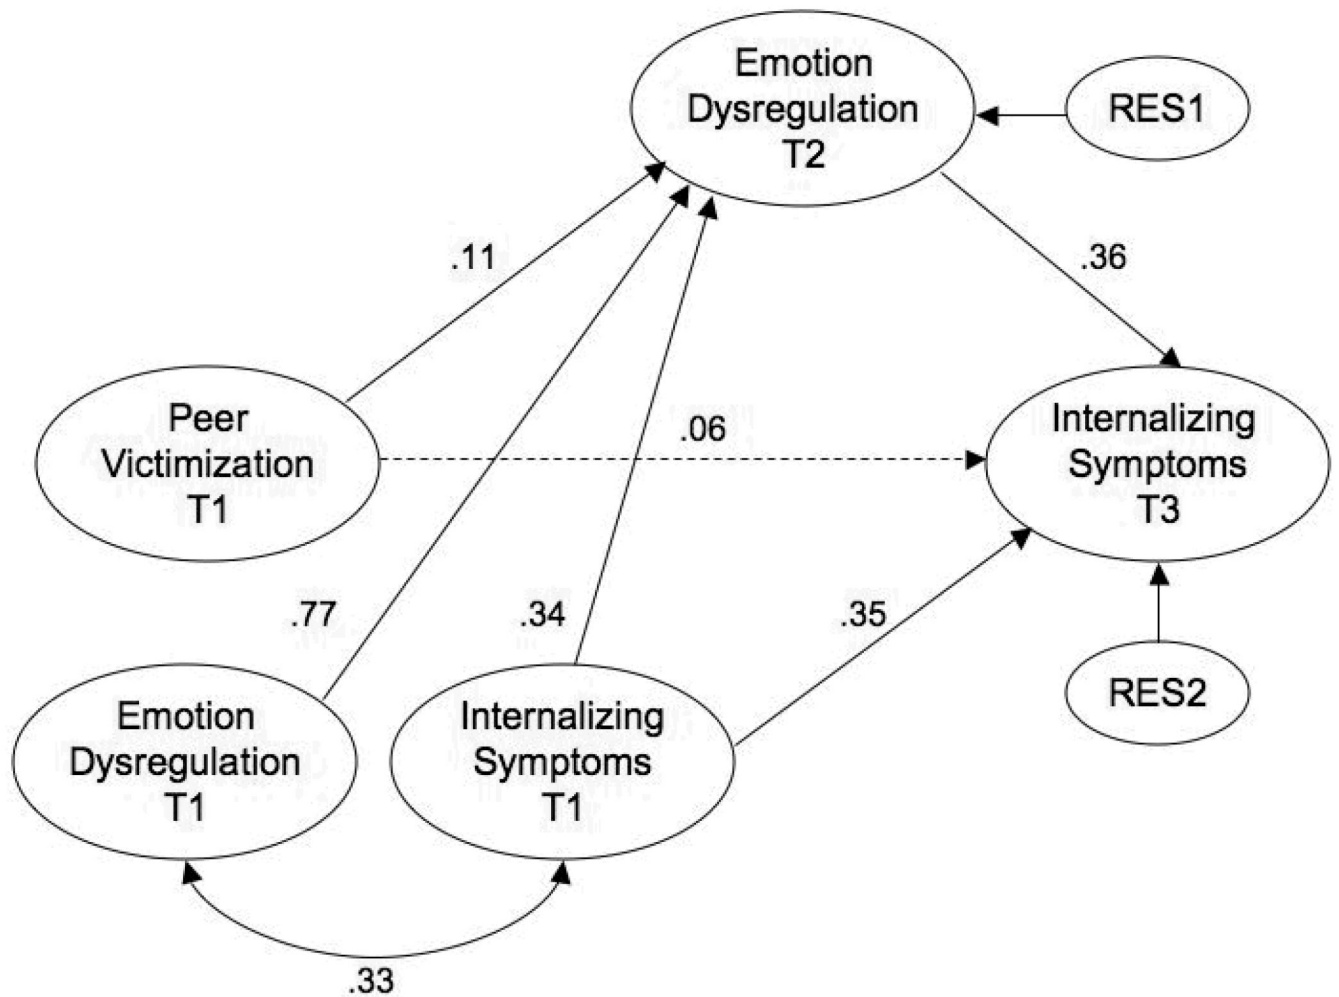 Emotion
Dysregulation
T2
RES1
.11
.36
Peer
Victimization
T1
.06
Internalizing
Symptoms
T3
.77
.34
.35
RES2
Emotion
Dysregulation
T1
Internalizing
Symptoms
T1
.33